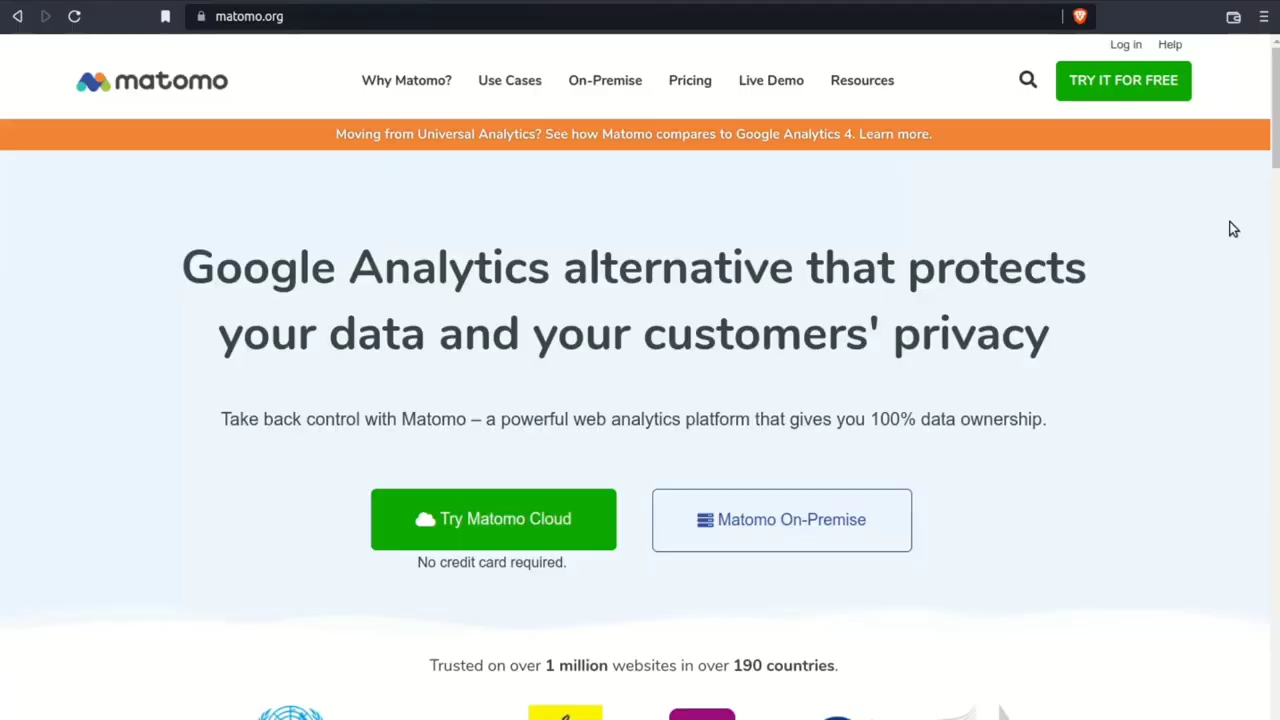 matomo.org
Log in Help
matomo
Why Matomo? Use Cases On-Premise Pricing Live Demo Resources
TRY IT FOR FREE
Moving from Universal Analytics? See how Matomo compares to Google Analytics 4. Learn more.
Google Analytics alternative that protects
your data and your customers' privacy
Take back control with Matomo – a powerful web analytics platform that gives you 100% data ownership.
Try Matomo Cloud
Matomo On-Premise
No credit card required.
Trusted on over 1 million websites in over 190 countries.